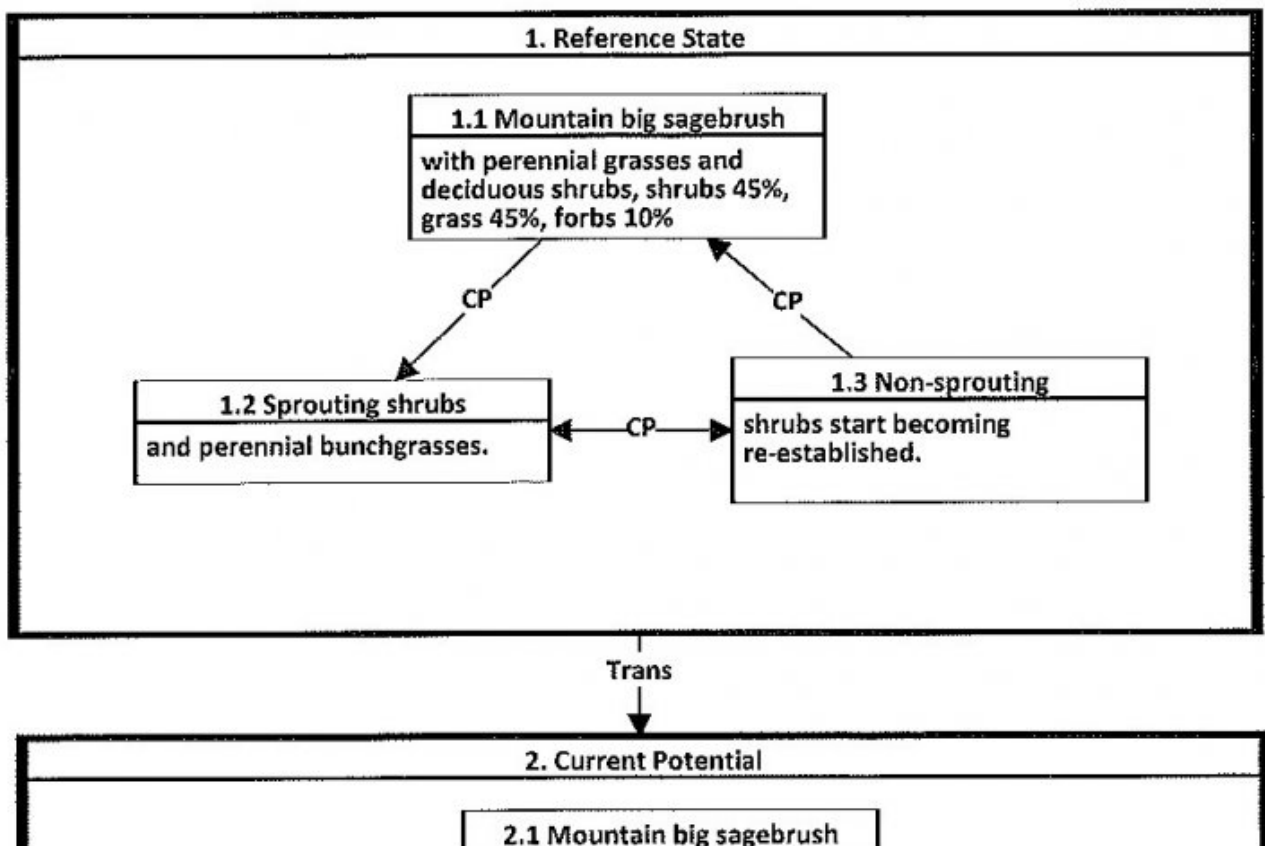 1. Reference State
1.1 Mountain big sagebrush
with perennial grasses and
deciduous shrubs, shrubs 45%,
grass 45%, forbs 10%
CP
CP
1.2 Sprouting shrubs
and perennial bunchgrasses.
CP
1.3 Non-sprouting
shrubs start becoming
re-established.
Trans
2. Current Potential
2.1 Mountain big sagebrush